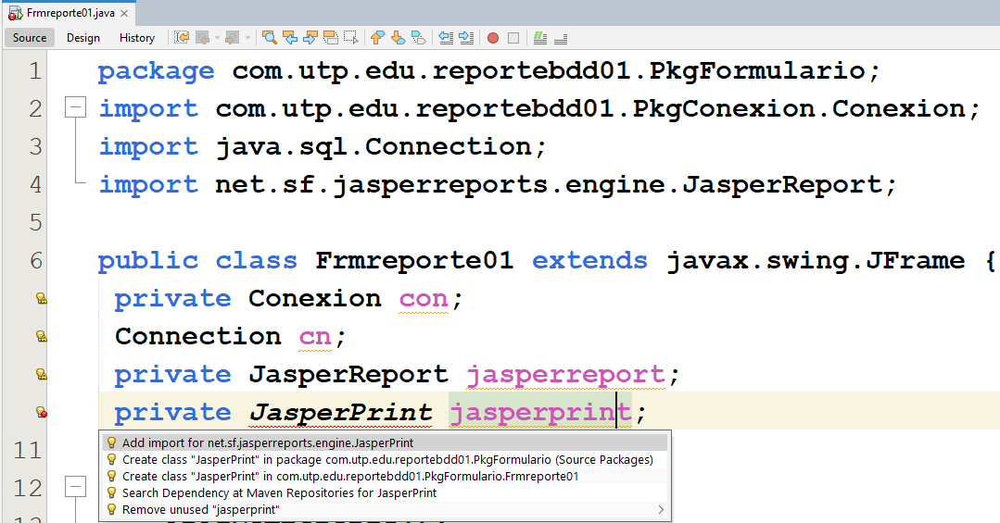 Frmreporte01.java
Source Design History
1 package com.utp.edu.reportebdd01.PkgFormulario;
2 import com.utp.edu.reportebdd01.PkgConexion.Conexion;
3 import java.sql.Connection;
4 import net.sf.jasperreports.engine.JasperReport;
5
6 public class Frmreporte01 extends javax.swing.JFrame {
private Conexion con;
Connection cn;
private JasperReport jasperreport;
private JasperPrint jasperprint;
11
12
Add import for net.sf.jasperreports.engine.JasperPrint
Create class "JasperPrint" in package com.utp.edu.reportebdd01.PkgFormulario (Source Packages)
Create class "JasperPrint" in com.utp.edu.reportebdd01.PkgFormulario.Frmreporte01
Search Dependency at Maven Repositories for JasperPrint
Remove unused "jasperprint"